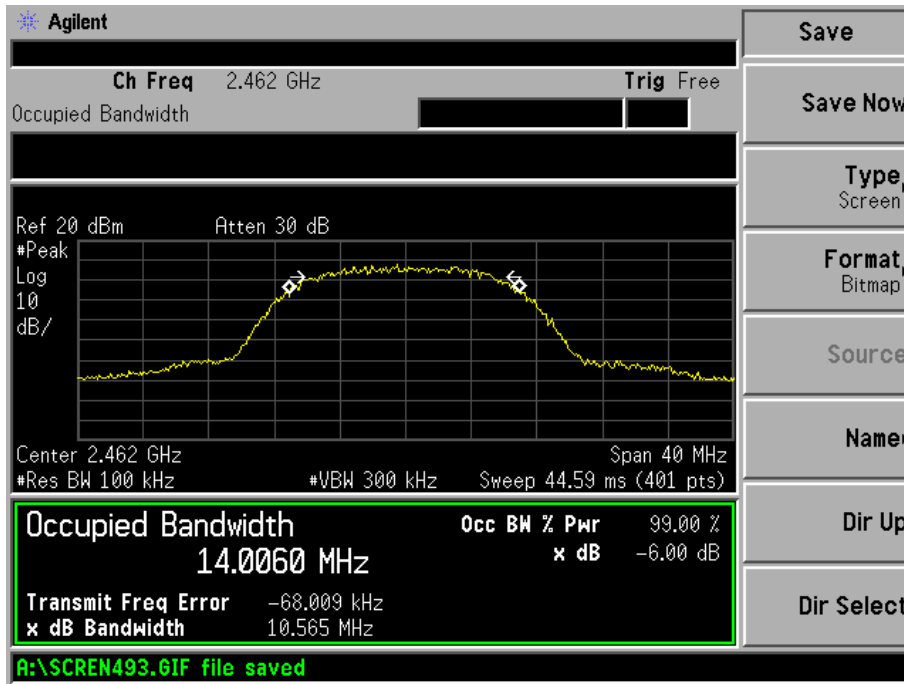 Agilent
Save
Ch Freq 2.462 GHz Trig Free
Occupied Bandwidth
Save Now
Type
Screen
Ref 20 dBm Atten 30 dB
#Peak
Log
10
dB/
Format
Bitmap
Source
Name
Center 2.462 GHz Span 40 MHz
#Res BW 100 kHz #VBW 300 kHz Sweep 44.59 ms (401 pts)
Occupied Bandwidth Occ BW % Pwr 99.00 %
14.0060 MHz x dB -6.00 dB
Dir Up
Transmit Freq Error -68.009 kHz
x dB Bandwidth 10.565 MHz
Dir Select
A:\SCREN493.GIF file saved